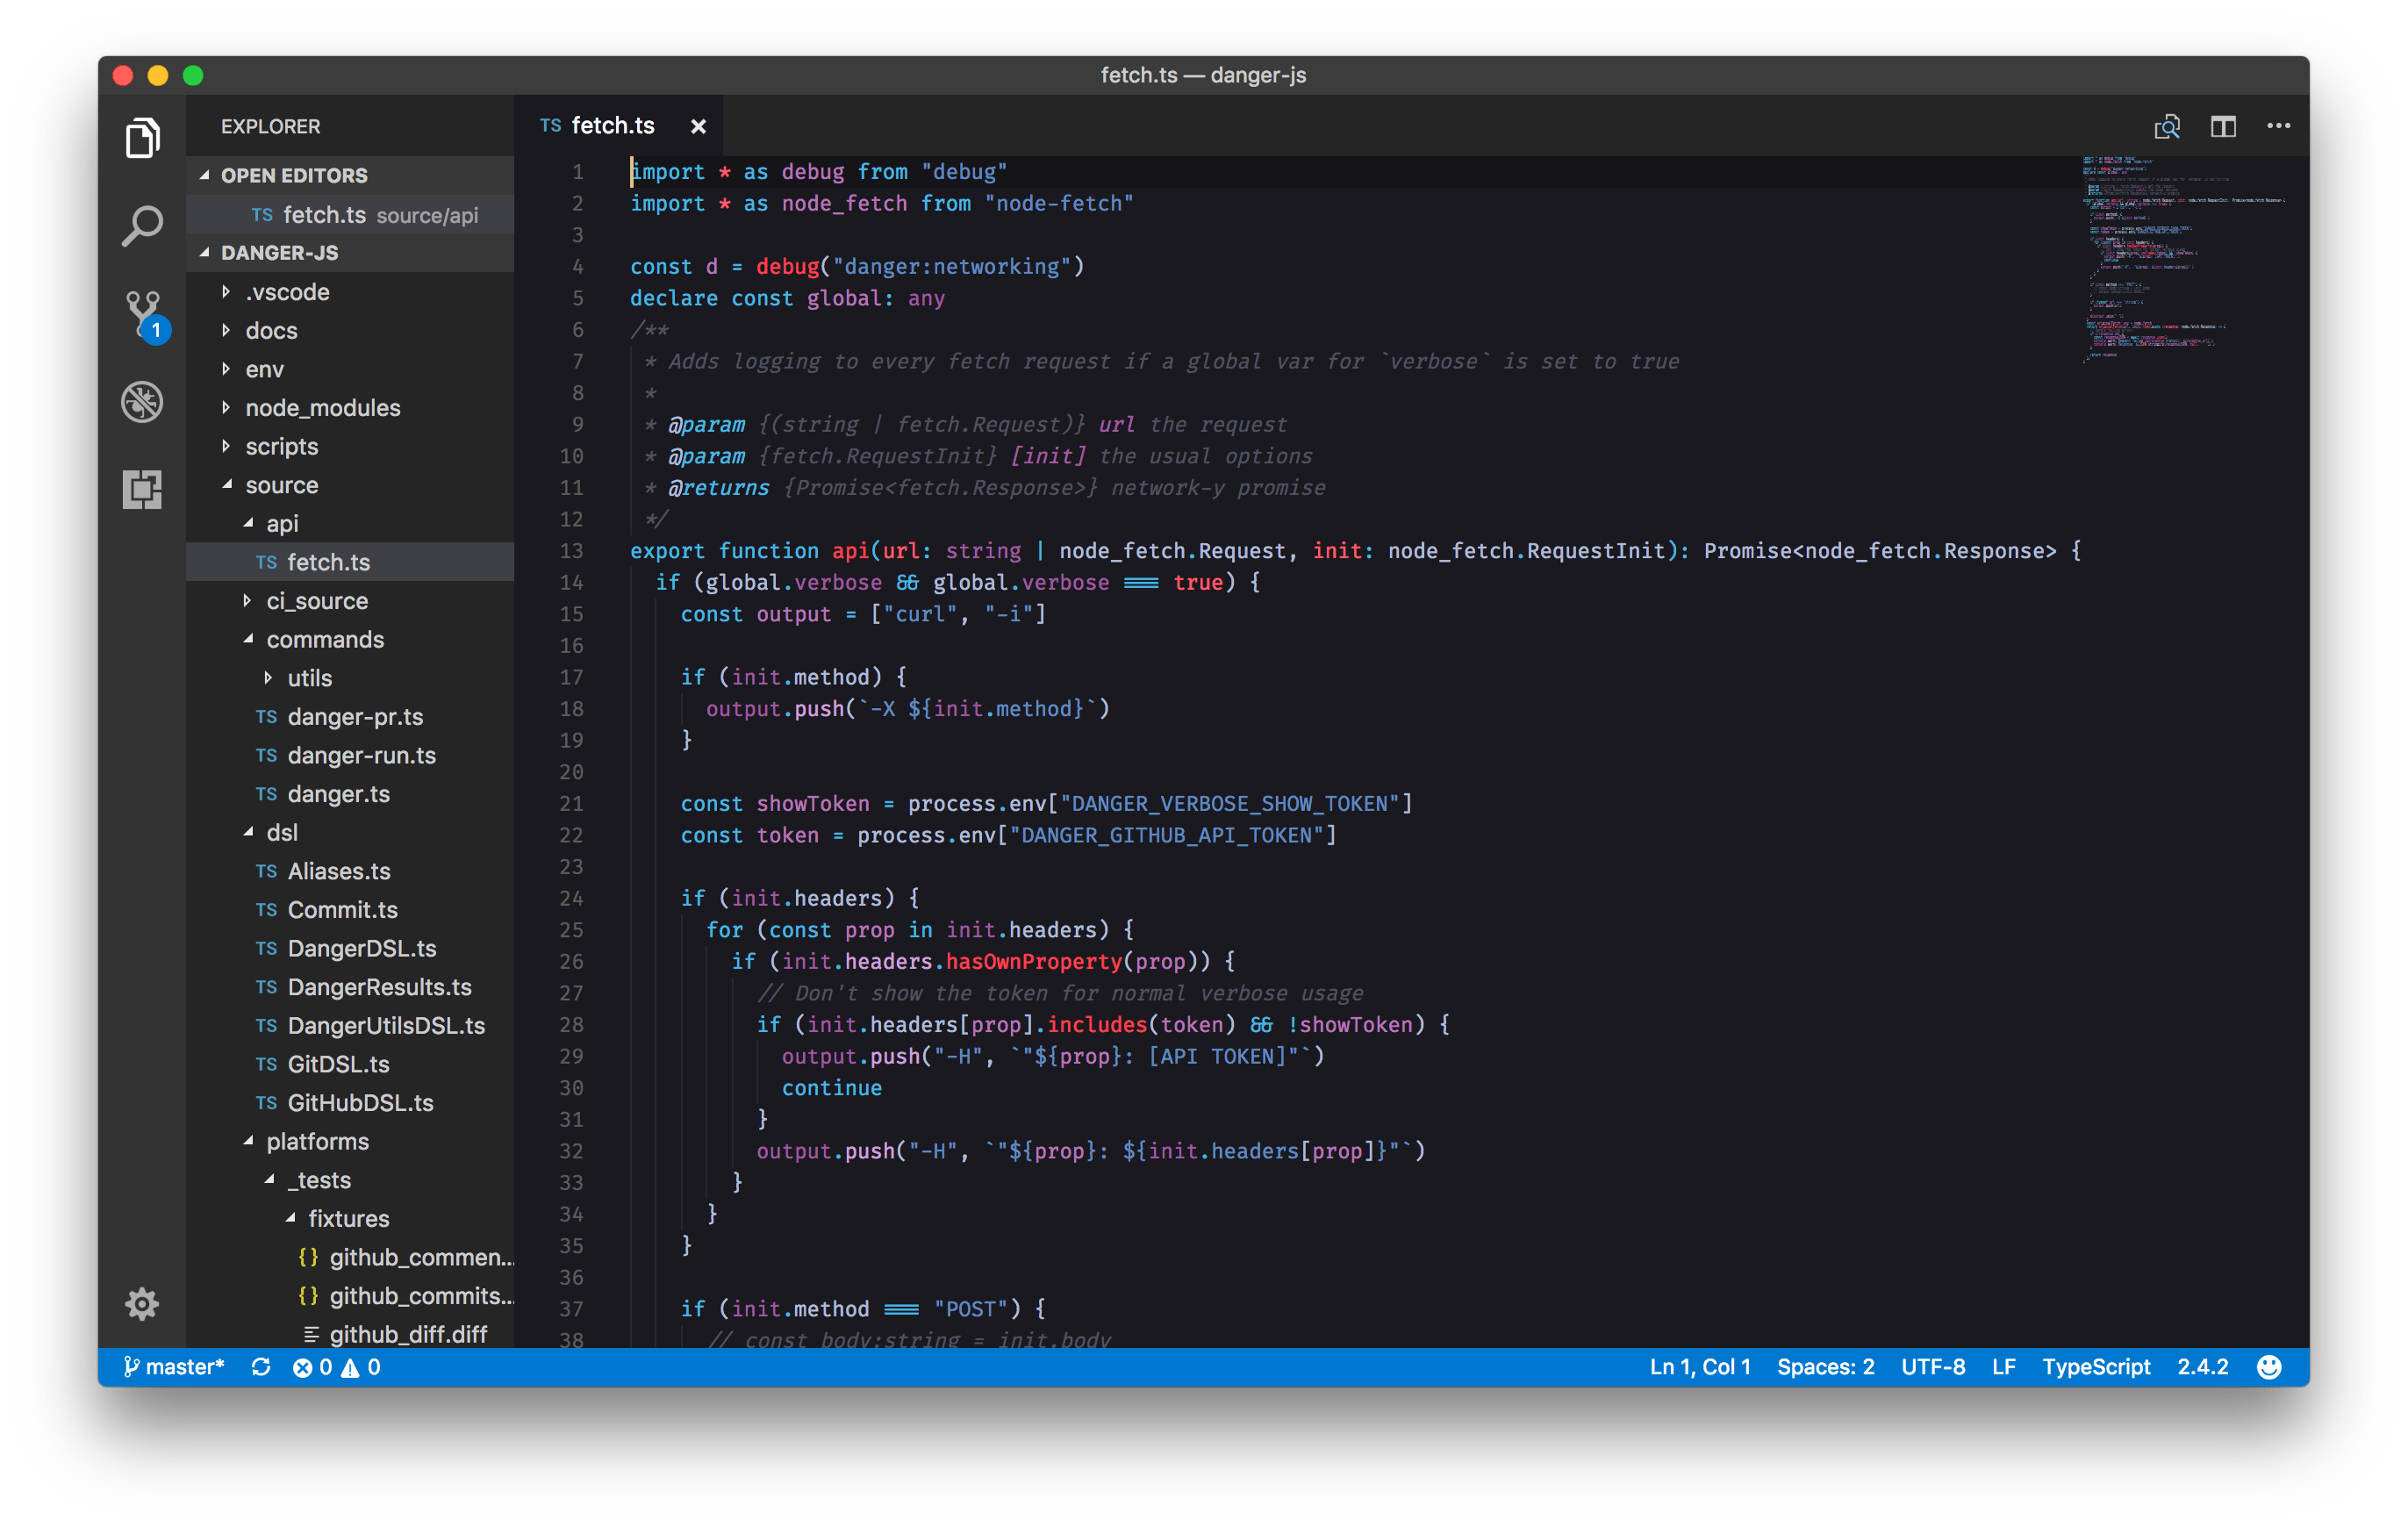 fetch.ts — danger-js
EXPLORER
OPEN EDITORS
TS fetch.ts source/api
DANGER-JS
.vscode
docs
env
node_modules
scripts
source
api
TS fetch.ts
ci_source
commands
utils
TS danger-pr.ts
TS danger-run.ts
TS danger.ts
dsl
TS Aliases.ts
TS Commit.ts
TS DangerDSL.ts
TS DangerResults.ts
TS DangerUtilsDSL.ts
TS GitDSL.ts
TS GitHubDSL.ts
platforms
_tests
fixtures
{} github_commen...
{} github_commits...
github_diff.diff
1
TS fetch.ts
1 import * as debug from "debug"
2 import * as node_fetch from "node-fetch"
3
4 const d = debug("danger:networking")
5 declare const global: any
6 /**
7 * Adds logging to every fetch request if a global var for `verbose` is set to true
8 *
9 * @param {(string | fetch.Request)} url the request
10 * @param {fetch.RequestInit} [init] the usual options
11 * @returns {Promise<fetch.Response>} network-y promise
12 */
13 export function api(url: string | node_fetch.Request, init: node_fetch.RequestInit): Promise<node_fetch.Response> {
14 if (global.verbose && global.verbose === true) {
15 const output = ["curl", "-i"]
16
17 if (init.method) {
18 output.push(`-X ${init.method}`)
19 }
20
21 const showToken = process.env["DANGER_VERBOSE_SHOW_TOKEN"]
22 const token = process.env["DANGER_GITHUB_API_TOKEN"]
23
24 if (init.headers) {
25 for (const prop in init.headers) {
26 if (init.headers.hasOwnProperty(prop)) {
27 // Don't show the token for normal verbose usage
28 if (init.headers[prop].includes(token) && !showToken) {
29 output.push("-H", `"${prop}: [API TOKEN]"`)
30 continue
31 }
32 output.push("-H", `"${prop}: ${init.headers[prop]}"`)
33 }
34 }
35 }
36
37 if (init.method === "POST") {
38 // const body:string = init.body
master* 0 0
Ln 1, Col 1 Spaces: 2 UTF-8 LF TypeScript 2.4.2